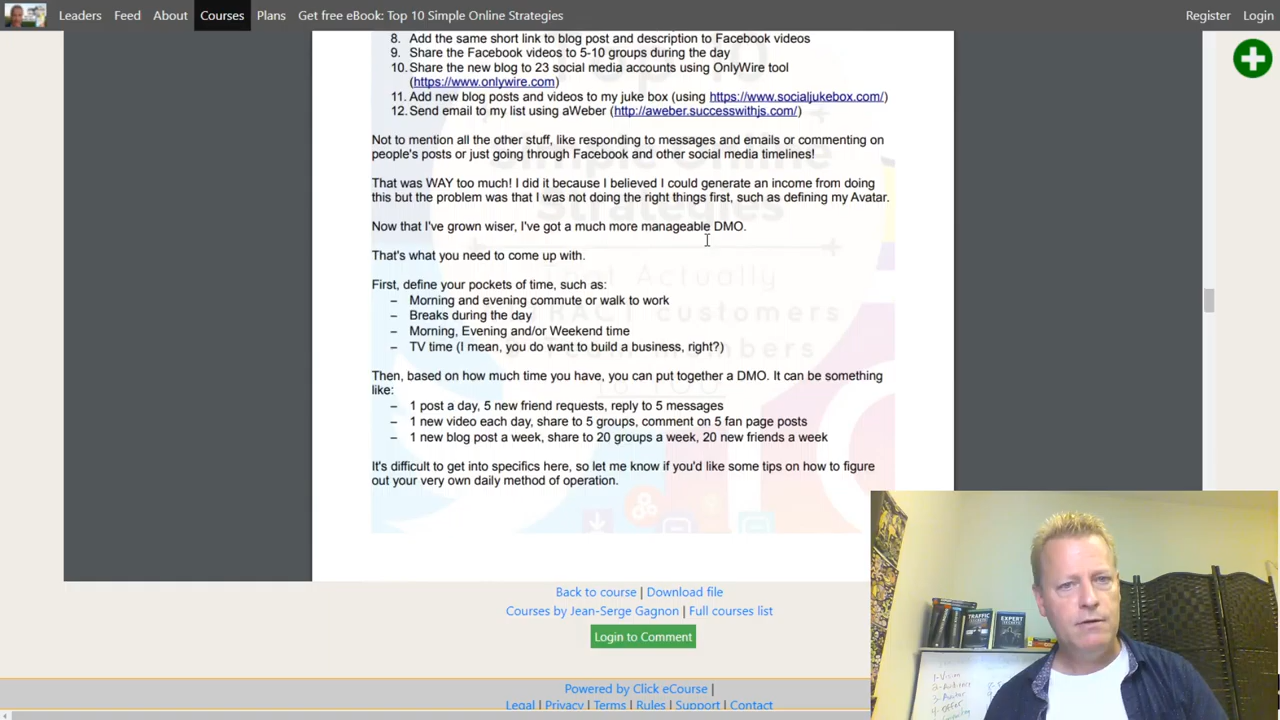 Leaders Feed About Courses Plans Get free eBook: Top 10 Simple Online Strategies Register Login
8. Add the same short link to blog post and description to Facebook videos
9. Share the Facebook videos to 5-10 groups during the day
10. Share the new blog to 23 social media accounts using OnlyWire tool
(https://www.onlywire.com)
11. Add new blog posts and videos to my juke box (using https://www.socialjukebox.com/)
12. Send email to my list using aWeber (http://aweber.successwithjs.com/)
Not to mention all the other stuff, like responding to messages and emails or commenting on
people's posts or just going through Facebook and other social media timelines!
That was WAY too much! I did it because I believed I could generate an income from doing
this but the problem was that I was not doing the right things first, such as defining my Avatar.
Now that I've grown wiser, I've got a much more manageable DMO.
That's what you need to come up with.
First, define your pockets of time, such as:
– Morning and evening commute or walk to work
– Breaks during the day
– Morning, Evening and/or Weekend time
– TV time (I mean, you do want to build a business, right?)
Then, based on how much time you have, you can put together a DMO. It can be something
like:
– 1 post a day, 5 new friend requests, reply to 5 messages
– 1 new video each day, share to 5 groups, comment on 5 fan page posts
– 1 new blog post a week, share to 20 groups a week, 20 new friends a week
It's difficult to get into specifics here, so let me know if you'd like some tips on how to figure
out your very own daily method of operation.
Back to course | Download file
Courses by Jean-Serge Gagnon | Full courses list
Login to Comment
Powered by Click eCourse |
Legal | Privacy | Terms | Rules | Support | Contact
TRAFFIC
EXPERT
1-Vision
2-Audience
3-Avatar
4-Offer